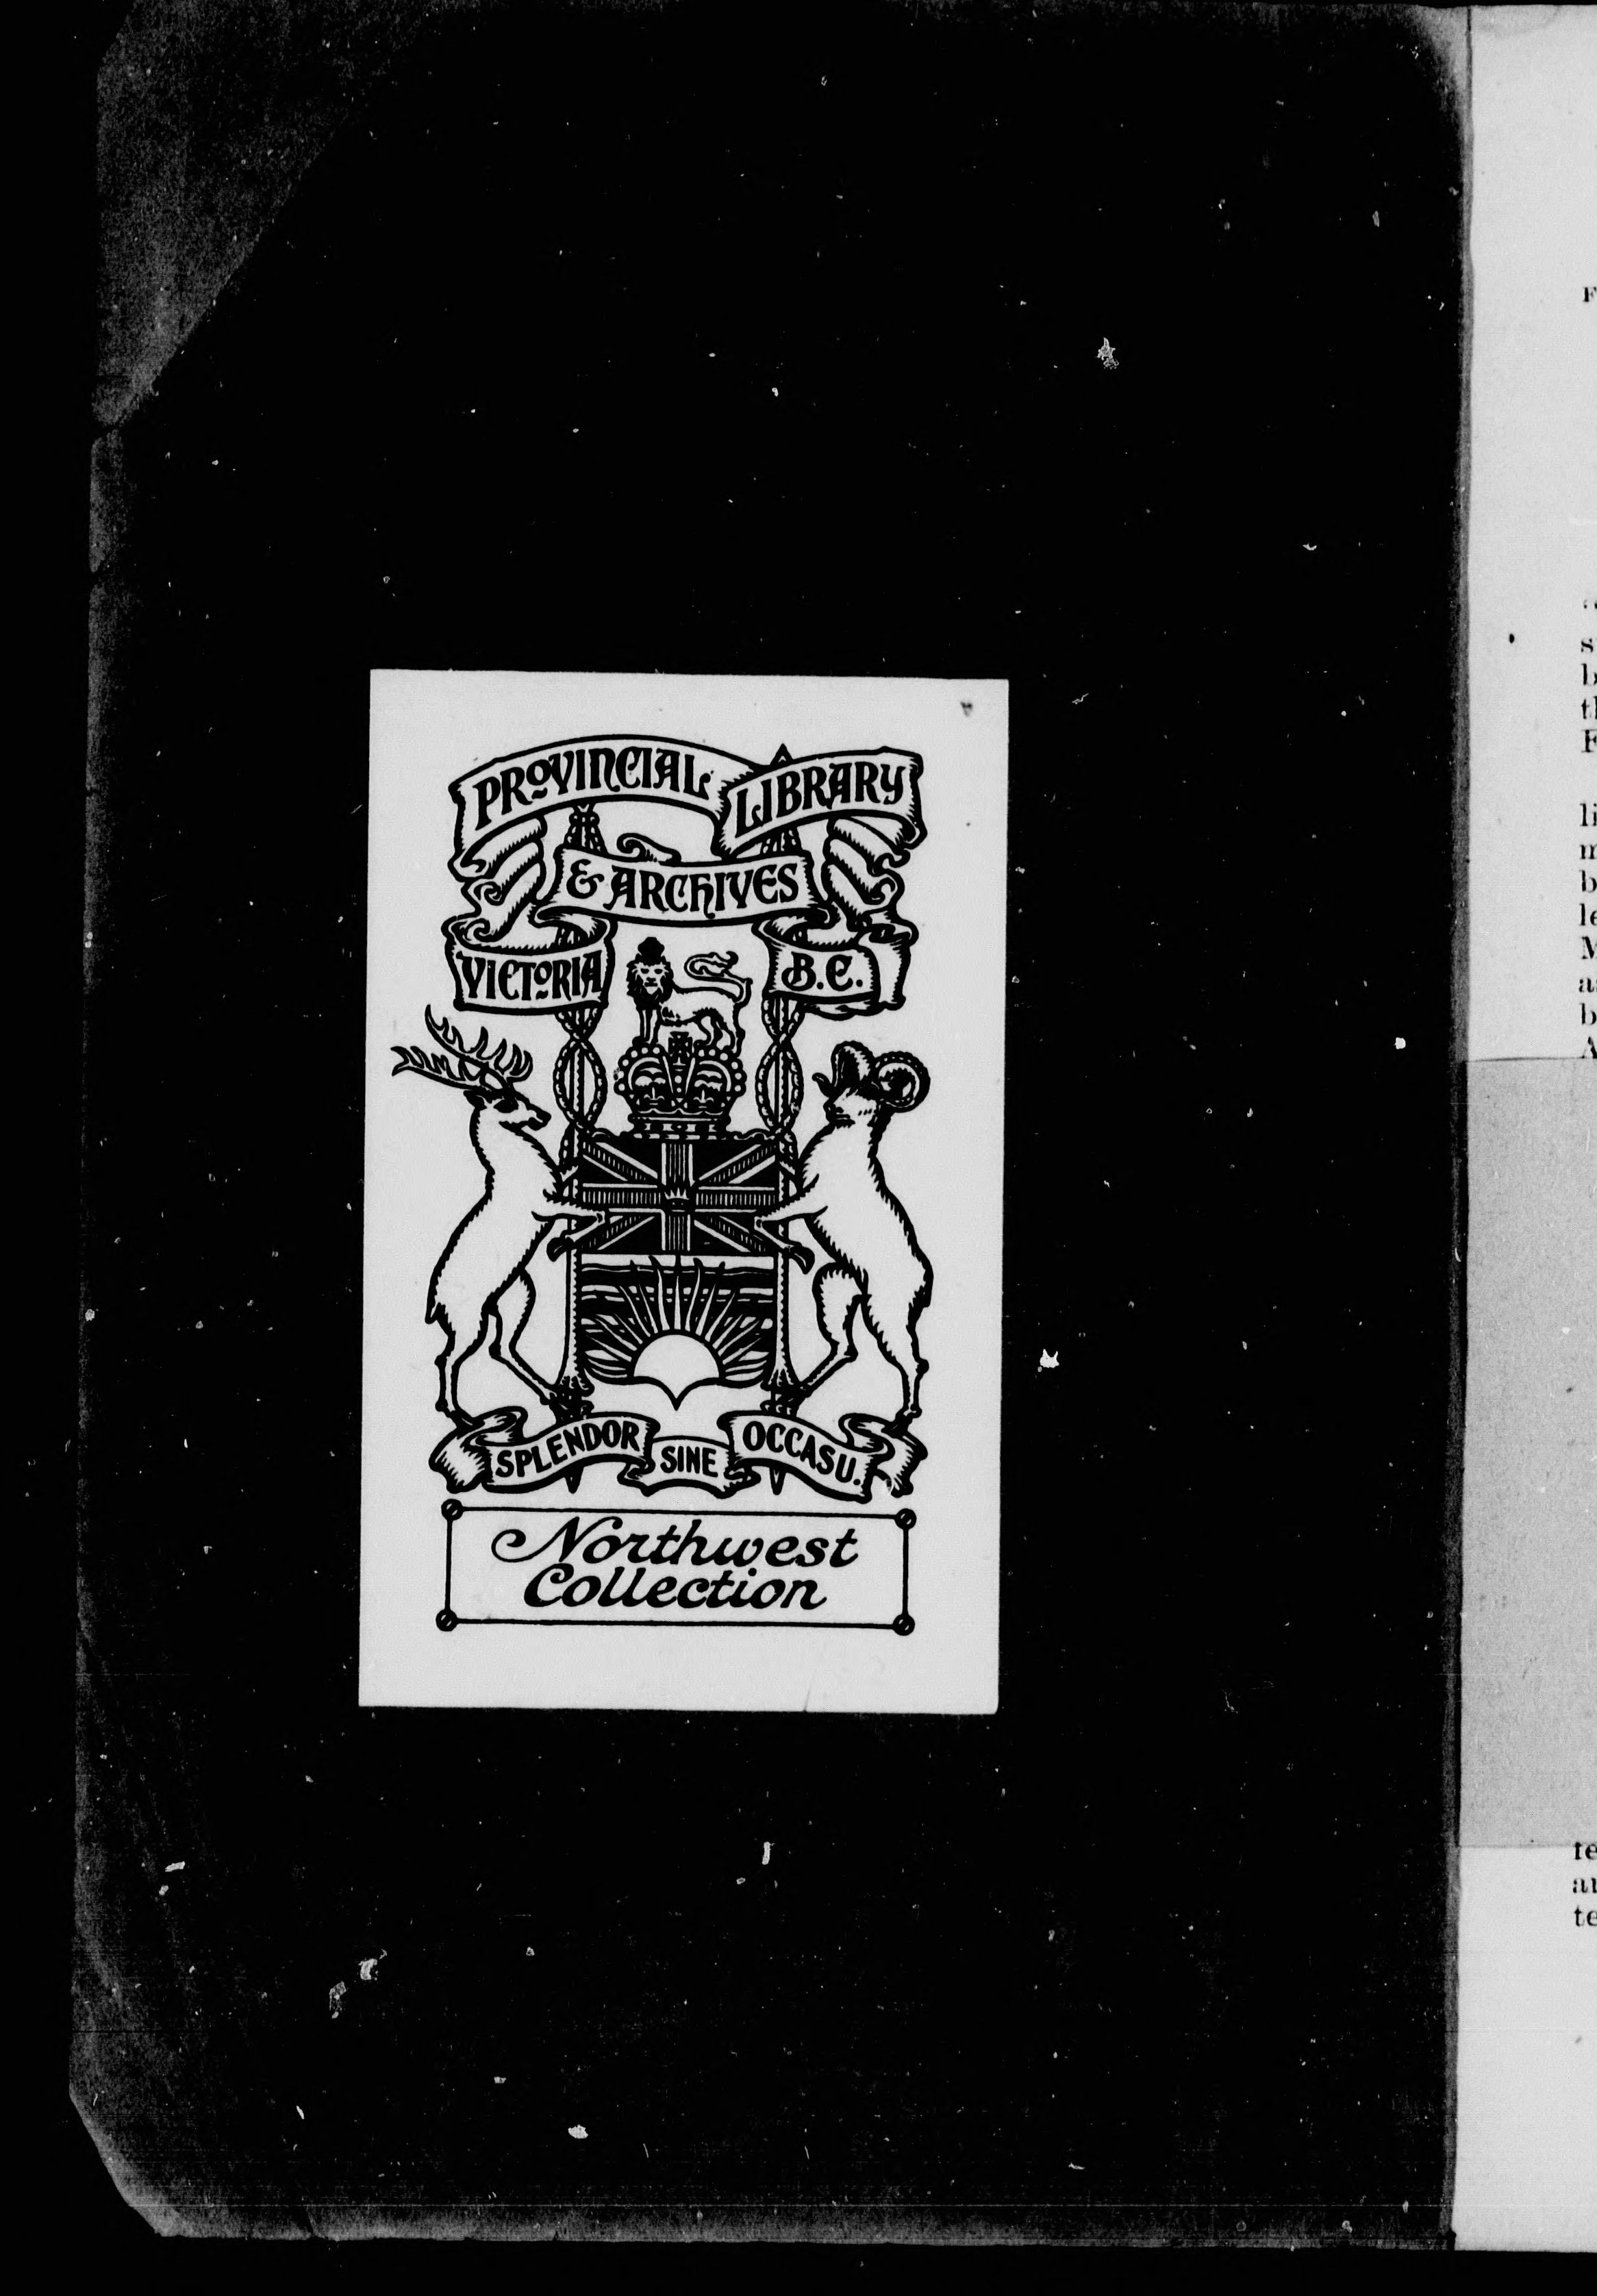 PROVINCIAL LIBRARY
& ARCHIVES
VICTORIA B.C.
SPLENDOR SINE OCCASU.
Northwest
Collection